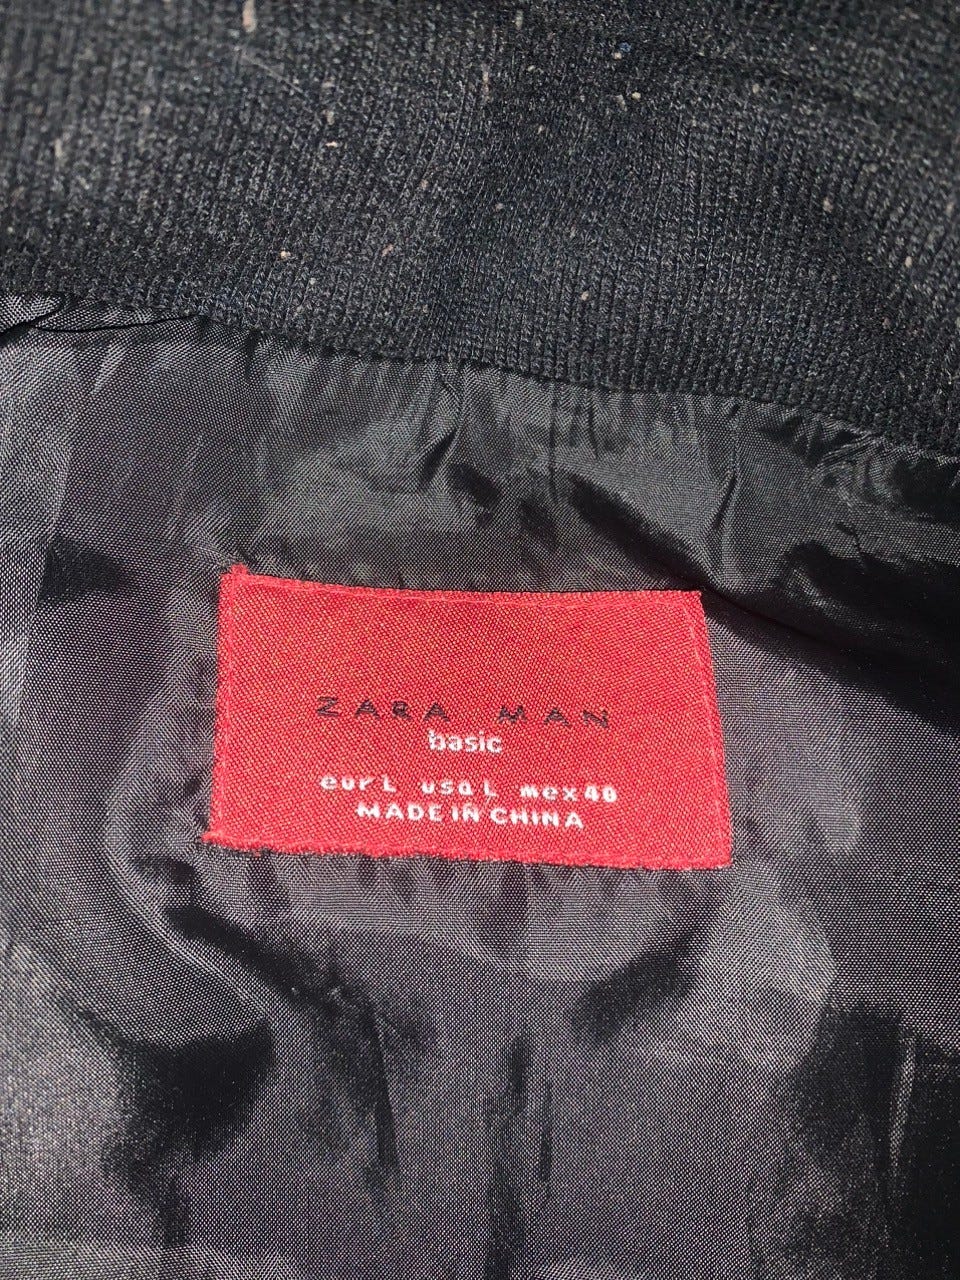 ZARA MAN
basic
eur L usa L mex 40
MADE IN CHINA